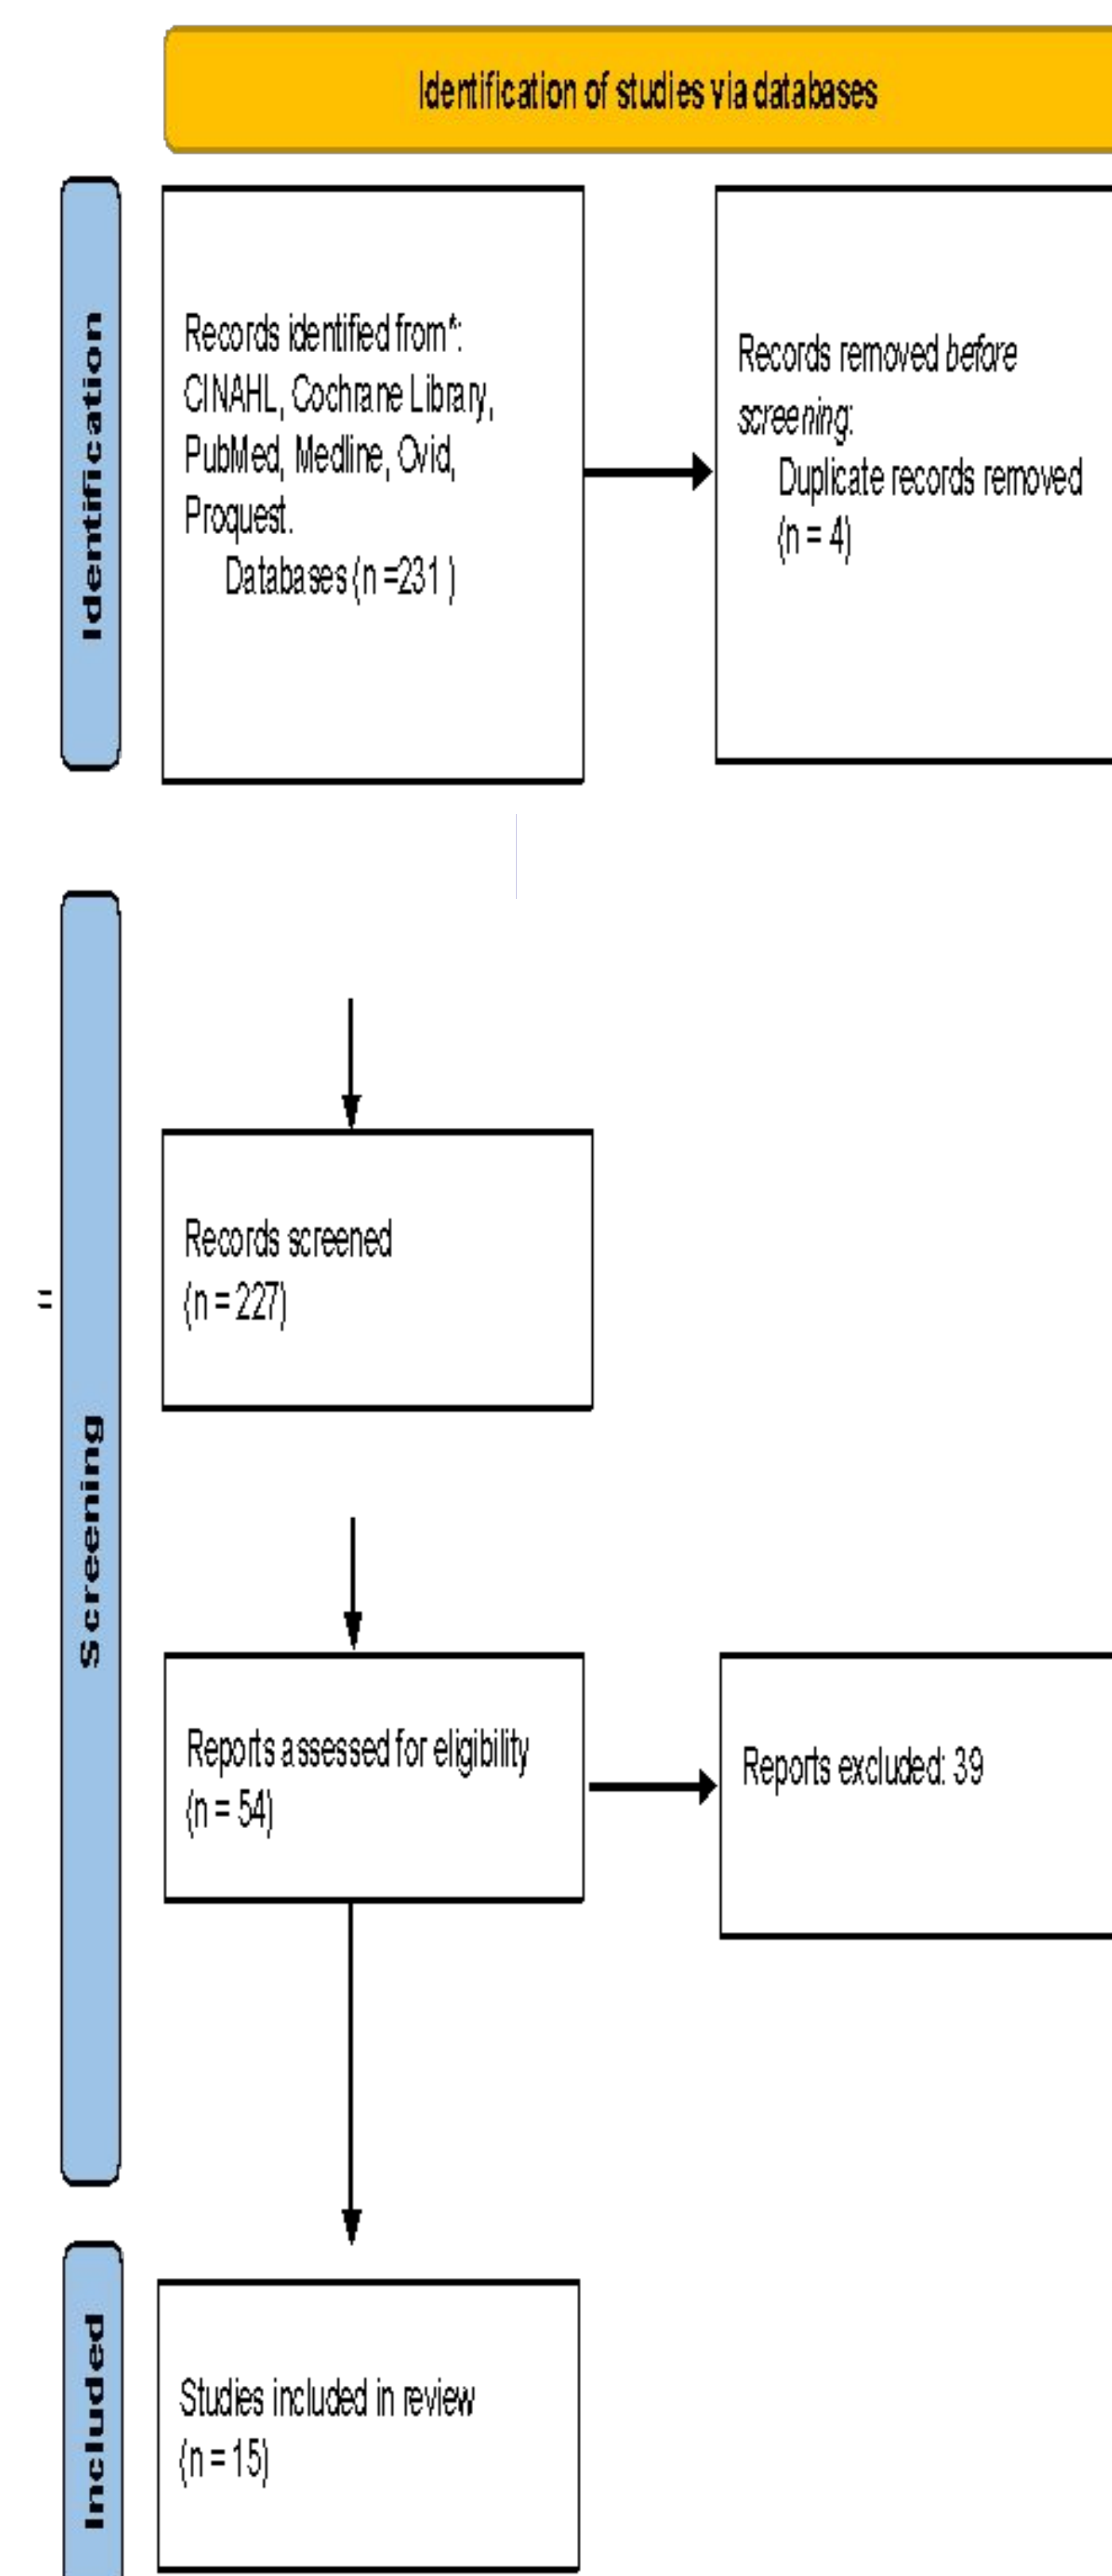 Identification of studies via databases
Identification
Records identified from*:
CINAHL, Cochrane Library,
PubMed, Medline, Ovid,
Proquest.
Databases (n =231 )
Records removed before
screening:
Duplicate records removed
(n = 4)
Screening
Records screened
(n = 227)
=
Reports assessed for eligibility
(n = 54)
Reports excluded: 39
Included
Studies included in review
(n = 15)